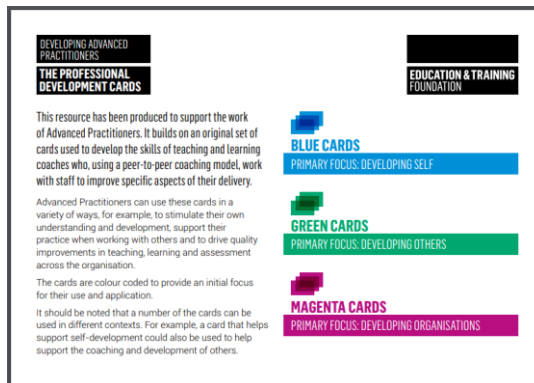 DEVELOPING ADVANCED
PRACTITIONERS
THE PROFESSIONAL
DEVELOPMENT CARDS
EDUCATION & TRAINING
FOUNDATION
This resource has been produced to support the work
of Advanced Practitioners. It builds on an original set of
cards used to develop the skills of teaching and learning
coaches who, using a peer-to-peer coaching model, work
with staff to improve specific aspects of their delivery.
Advanced Practitioners can use these cards in a
variety of ways, for example, to stimulate their own
understanding and development, support their
practice when working with others and to drive quality
improvements in teaching, learning and assessment
across the organisation.
The cards are colour coded to provide an initial focus
for their use and application.
It should be noted that a number of the cards can be
used in different contexts. For example, a card that helps
support self-development could also be used to help
support the coaching and development of others.
BLUE CARDS
PRIMARY FOCUS: DEVELOPING SELF
GREEN CARDS
PRIMARY FOCUS: DEVELOPING OTHERS
MAGENTA CARDS
PRIMARY FOCUS: DEVELOPING ORGANISATIONS